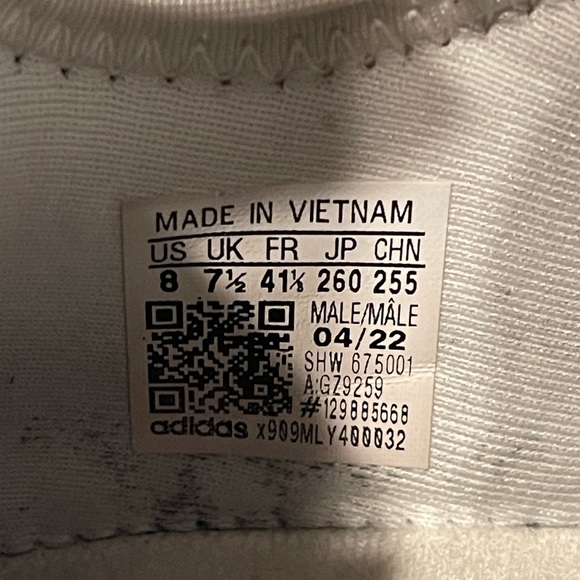 MADE IN VIETNAM
US UK FR JP CHN
8 7½ 41⅓ 260 255
MALE/MÂLE
04/22
SHW 675001
A:GZ9259
#129885668
adidas x909MLY400032